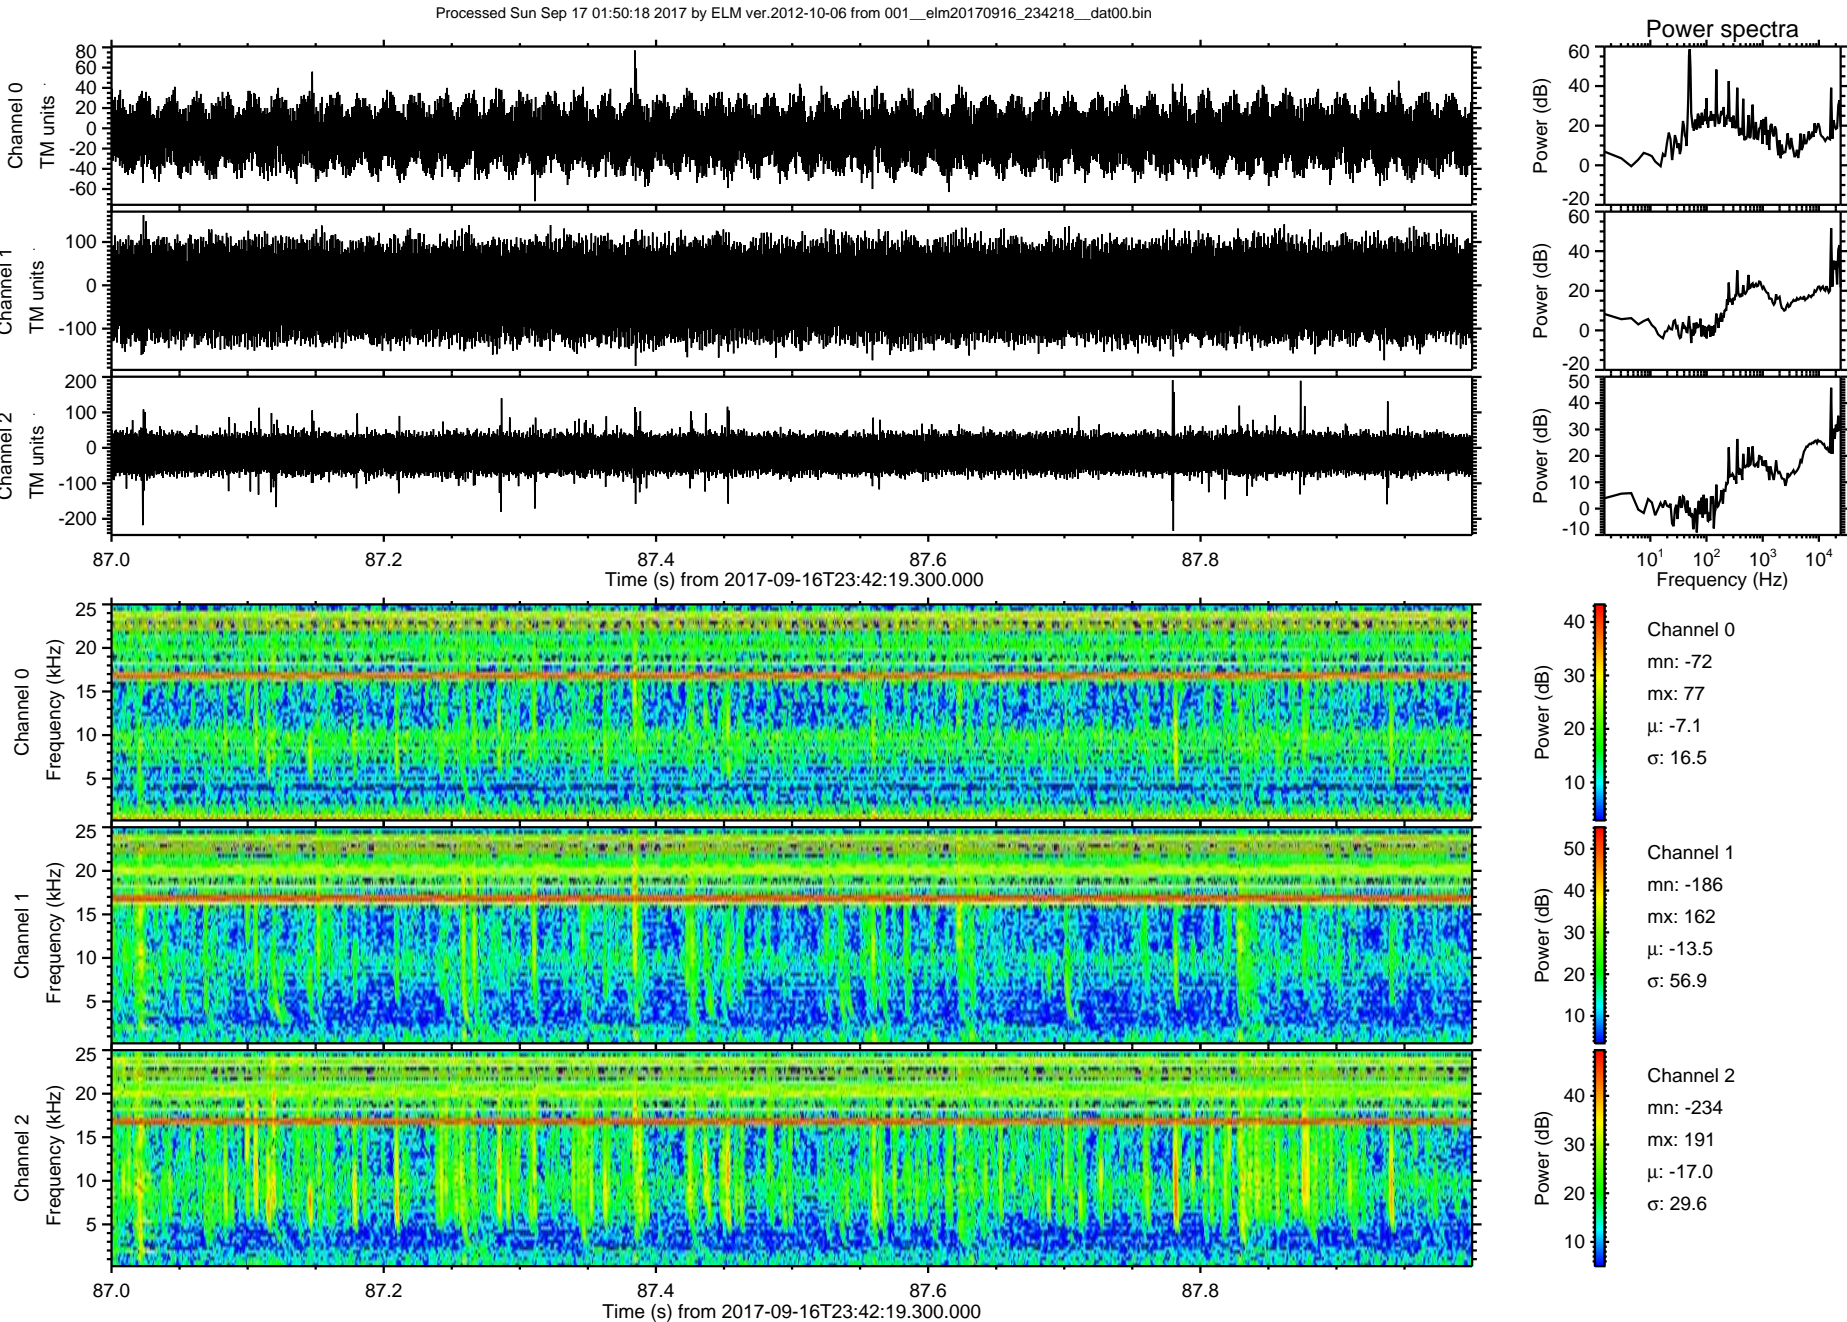 Processed Sun Sep 17 01:50:18 2017 by ELM ver.2012-10-06 from 001__elm20170916_234218__dat00.bin
Power spectra
Channel 0
TM units
80
60
40
20
0
-20
-40
-60
Power (dB)
60
40
20
0
-20
Channel 1
TM units
100
0
-100
Power (dB)
60
40
20
0
-20
Channel 2
TM units
200
100
0
-100
-200
Power (dB)
50
40
30
20
10
0
-10
87.0 87.2 87.4 87.6 87.8
Time (s) from 2017-09-16T23:42:19.300.000
10^1 10^2 10^3 10^4
Frequency (Hz)
Channel 0
Frequency (kHz)
25
20
15
10
5
Power (dB)
40
30
20
10
Channel 0
mn: -72
mx: 77
μ: -7.1
σ: 16.5
Channel 1
Frequency (kHz)
25
20
15
10
5
Power (dB)
50
40
30
20
10
Channel 1
mn: -186
mx: 162
μ: -13.5
σ: 56.9
Channel 2
Frequency (kHz)
25
20
15
10
5
Power (dB)
40
30
20
10
Channel 2
mn: -234
mx: 191
μ: -17.0
σ: 29.6
87.0 87.2 87.4 87.6 87.8
Time (s) from 2017-09-16T23:42:19.300.000